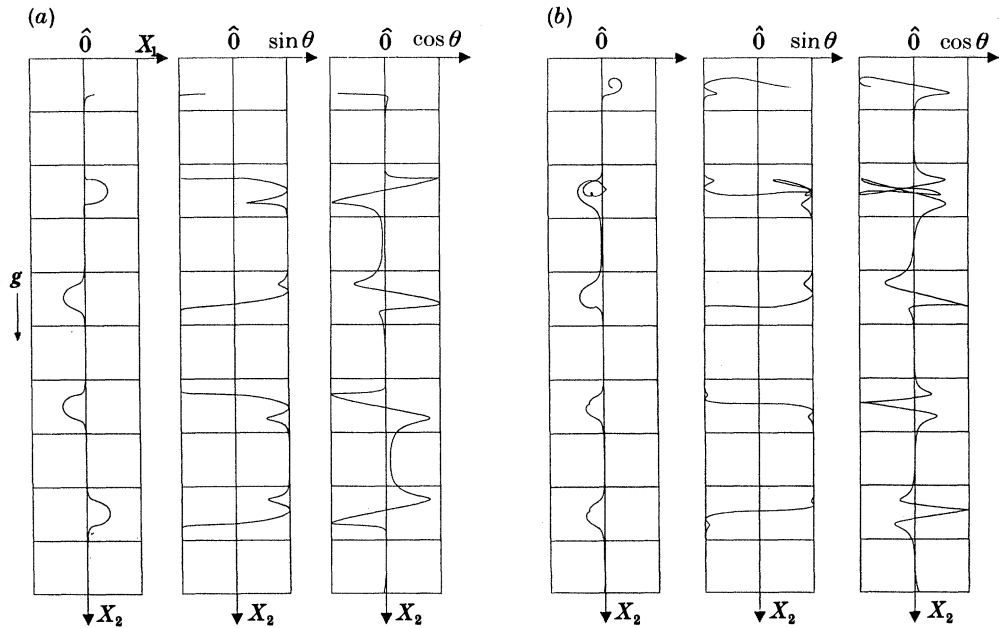 (a)
(b)
0̂ X₁ 0̂ sin θ 0̂ cos θ
0̂ 0̂ sin θ 0̂ cos θ
g
X₂ X₂ X₂
X₂ X₂ X₂